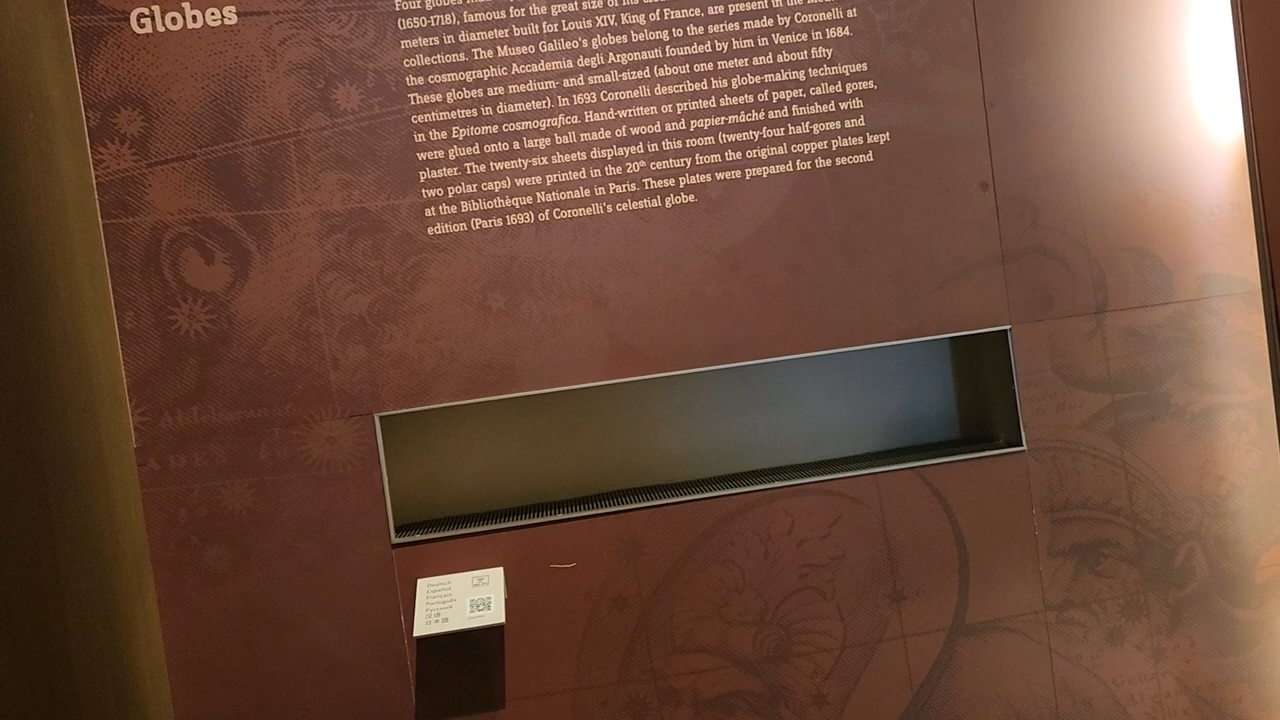 Globes
Four globes
(1650-1718), famous for the great size of its
meters in diameter built for Louis XIV, King of France, are present in the
collections. The Museo Galileo's globes belong to the series made by Coronelli at
the cosmographic Accademia degli Argonauti founded by him in Venice in 1684.
These globes are medium- and small-sized (about one meter and about fifty
centimetres in diameter). In 1693 Coronelli described his globe-making techniques
in the Epitome cosmografica. Hand-written or printed sheets of paper, called gores,
were glued onto a large ball made of wood and papier-mâché and finished with
plaster. The twenty-six sheets displayed in this room (twenty-four half-gores and
two polar caps) were printed in the 20th century from the original copper plates kept
at the Bibliothèque Nationale in Paris. These plates were prepared for the second
edition (Paris 1693) of Coronelli's celestial globe.
Aldebaran
Deutsch
Español
Français
Português
Русский
汉语
日本語